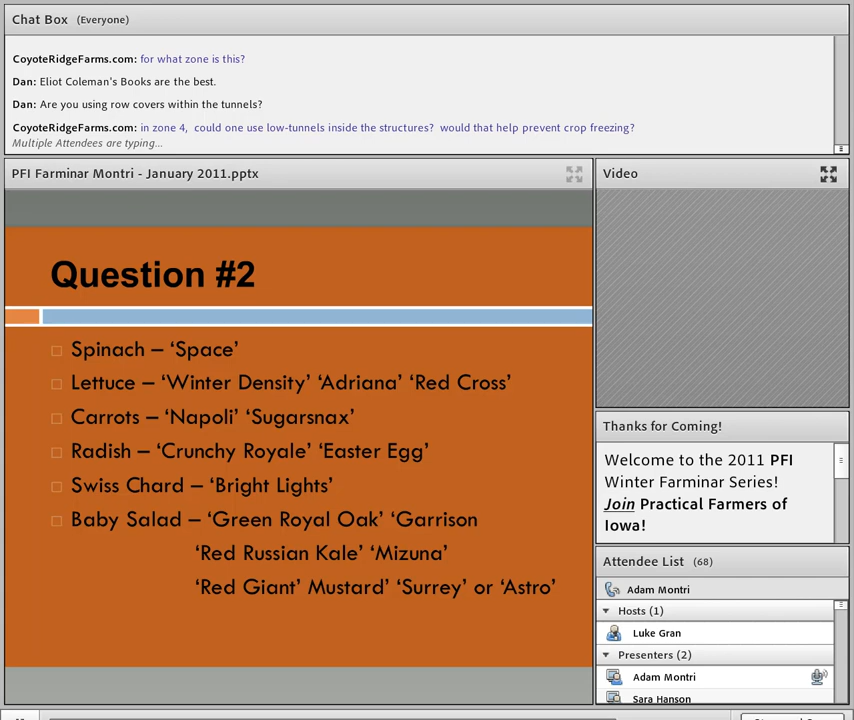 Chat Box (Everyone)
CoyoteRidgeFarms.com: for what zone is this?
Dan: Eliot Coleman's Books are the best.
Dan: Are you using row covers within the tunnels?
CoyoteRidgeFarms.com: in zone 4, could one use low-tunnels inside the structures? would that help prevent crop freezing?
Multiple Attendees are typing...
PFI Farminar Montri - January 2011.pptx
Question #2
Spinach – ‘Space’
Lettuce – ‘Winter Density’ ‘Adriana’ ‘Red Cross’
Carrots – ‘Napoli’ ‘Sugarsnax’
Radish – ‘Crunchy Royale’ ‘Easter Egg’
Swiss Chard – ‘Bright Lights’
Baby Salad – ‘Green Royal Oak’ ‘Garrison
‘Red Russian Kale’ ‘Mizuna’
‘Red Giant’ Mustard’ ‘Surrey’ or ‘Astro’
Video
Thanks for Coming!
Welcome to the 2011 PFI
Winter Farminar Series!
Join Practical Farmers of
Iowa!
Attendee List (68)
Adam Montri
Hosts (1)
Luke Gran
Presenters (2)
Adam Montri
Sara Hanson